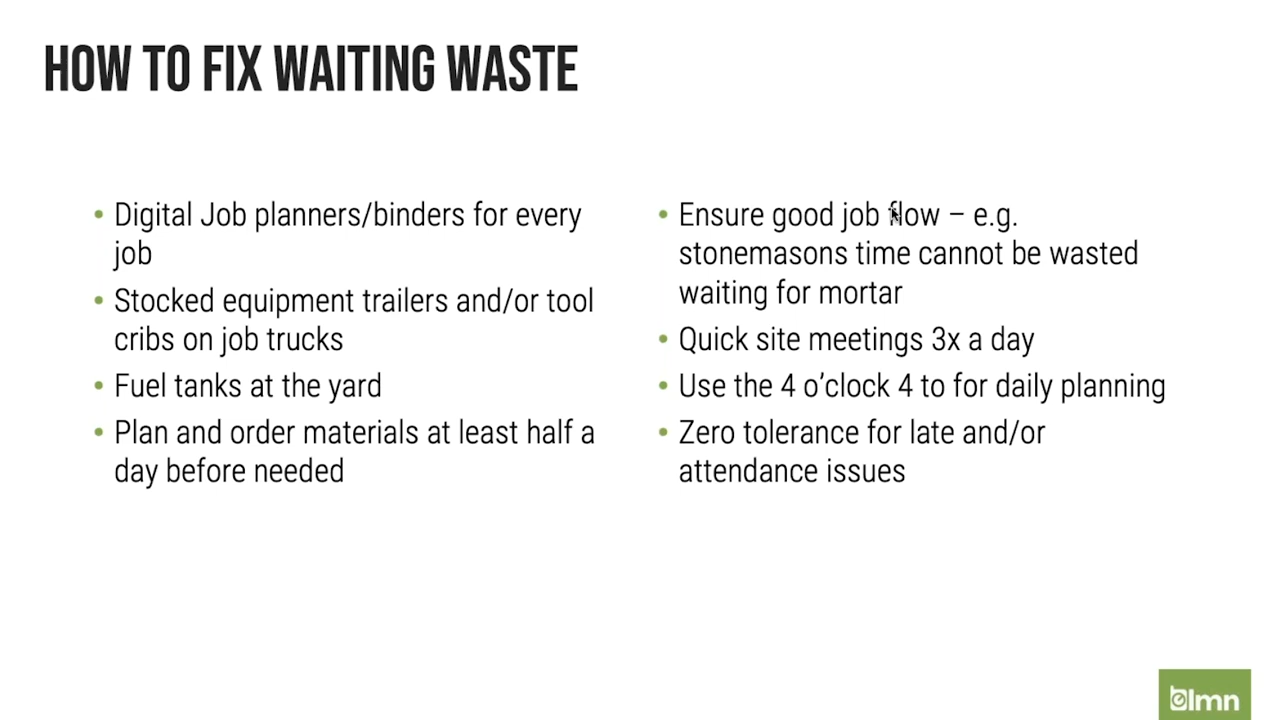 HOW TO FIX WAITING WASTE
• Digital Job planners/binders for every
job
• Stocked equipment trailers and/or tool
cribs on job trucks
• Fuel tanks at the yard
• Plan and order materials at least half a
day before needed
• Ensure good job flow – e.g.
stonemasons time cannot be wasted
waiting for mortar
• Quick site meetings 3x a day
• Use the 4 o’clock 4 to for daily planning
• Zero tolerance for late and/or
attendance issues
lmn